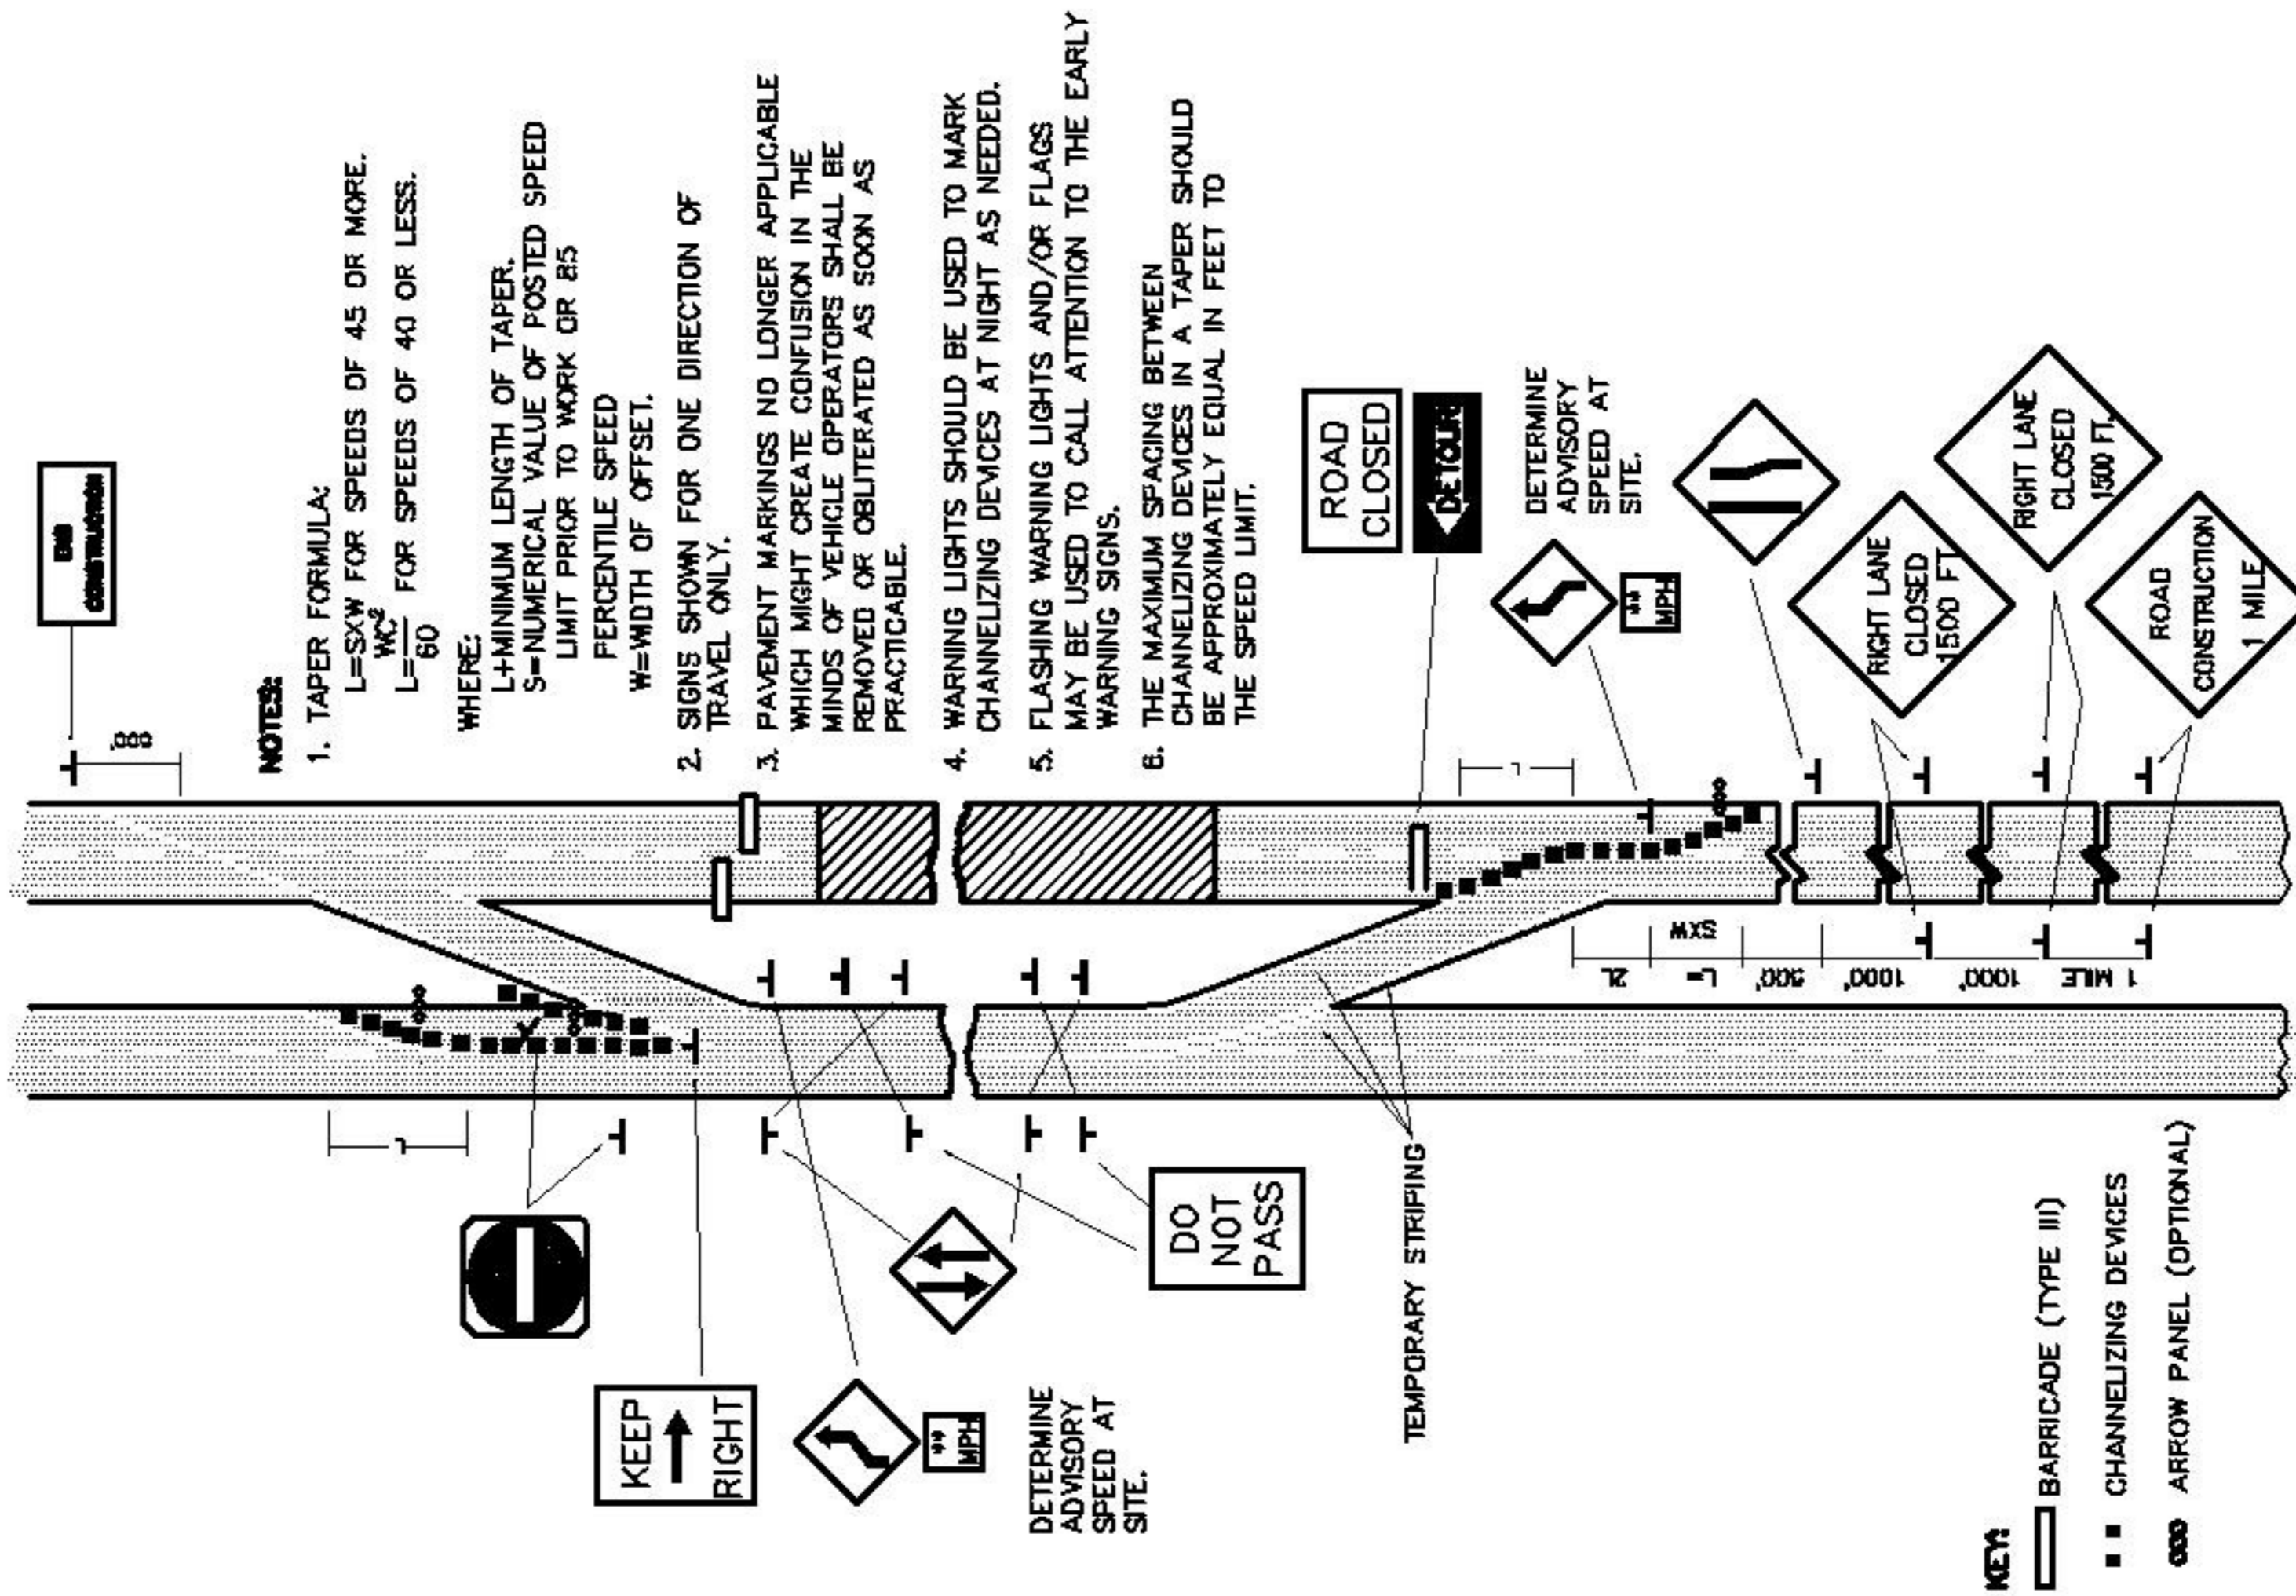 END
CONSTRUCTION
500'
NOTES:
1. TAPER FORMULA:
L=SXW FOR SPEEDS OF 45 OR MORE.
L=WC²/60 FOR SPEEDS OF 40 OR LESS.
WHERE:
L+MINIMUM LENGTH OF TAPER.
S=NUMERICAL VALUE OF POSTED SPEED
LIMIT PRIOR TO WORK OR 85
PERCENTILE SPEED
W=WIDTH OF OFFSET.
2. SIGNS SHOWN FOR ONE DIRECTION OF
TRAVEL ONLY.
3. PAVEMENT MARKINGS NO LONGER APPLICABLE
WHICH MIGHT CREATE CONFUSION IN THE
MINDS OF VEHICLE OPERATORS SHALL BE
REMOVED OR OBLITERATED AS SOON AS
PRACTICABLE.
4. WARNING LIGHTS SHOULD BE USED TO MARK
CHANNELIZING DEVICES AT NIGHT AS NEEDED.
5. FLASHING WARNING LIGHTS AND/OR FLAGS
MAY BE USED TO CALL ATTENTION TO THE EARLY
WARNING SIGNS.
6. THE MAXIMUM SPACING BETWEEN
CHANNELIZING DEVICES IN A TAPER SHOULD
BE APPROXIMATELY EQUAL IN FEET TO
THE SPEED LIMIT.
ROAD
CLOSED
DETOUR
DETERMINE
ADVISORY
SPEED AT
SITE.
**
MPH
L
RIGHT LANE
CLOSED
1500 FT
RIGHT LANE
CLOSED
1500 FT.
ROAD
CONSTRUCTION
1 MILE
2L
L=
SXW
500'
1000'
1000'
1 MILE
L
KEEP
RIGHT
**
MPH
DETERMINE
ADVISORY
SPEED AT
SITE.
DO
NOT
PASS
TEMPORARY STRIPING
KEY:
BARRICADE (TYPE III)
CHANNELIZING DEVICES
ARROW PANEL (OPTIONAL)